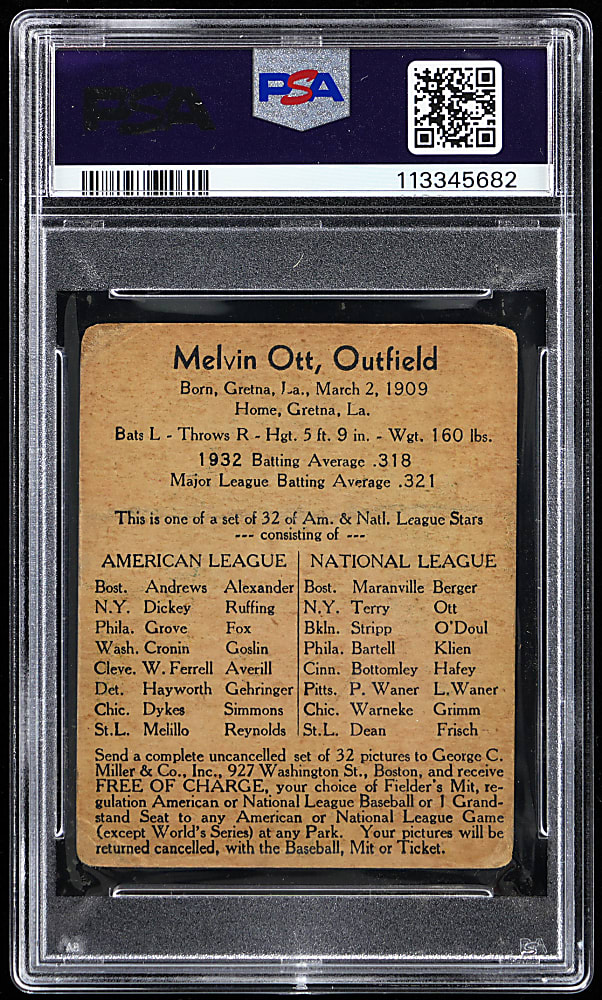 PSA
PSA
113345682
Melvin Ott, Outfield
Born, Gretna, La., March 2, 1909
Home, Gretna, La.
Bats L - Throws R - Hgt. 5 ft. 9 in. - Wgt. 160 lbs.
1932 Batting Average .318
Major League Batting Average .321
This is one of a set of 32 of Am. & Natl. League Stars
--- consisting of ---
AMERICAN LEAGUE NATIONAL LEAGUE
Bost. Andrews Alexander Bost. Maranville Berger
N.Y. Dickey Ruffing N.Y. Terry Ott
Phila. Grove Fox Bkln. Stripp O'Doul
Wash. Cronin Goslin Phila. Bartell Klien
Cleve. W. Ferrell Averill Cinn. Bottomley Hafey
Det. Hayworth Gehringer Pitts. P. Waner L. Waner
Chic. Dykes Simmons Chic. Warneke Grimm
St.L. Melillo Reynolds St.L. Dean Frisch
Send a complete uncancelled set of 32 pictures to George C.
Miller & Co., Inc., 927 Washington St., Boston, and receive
FREE OF CHARGE, your choice of Fielder's Mit, re-
gulation American or National League Baseball or 1 Grand-
stand Seat to any American or National League Game
(except World's Series) at any Park. Your pictures will be
returned cancelled, with the Baseball, Mit or Ticket.